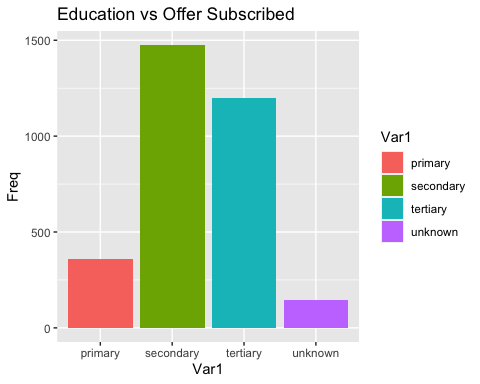 Education vs Offer Subscribed
Freq
1500
1000
500
0
primary secondary tertiary unknown
Var1
Var1
primary
secondary
tertiary
unknown